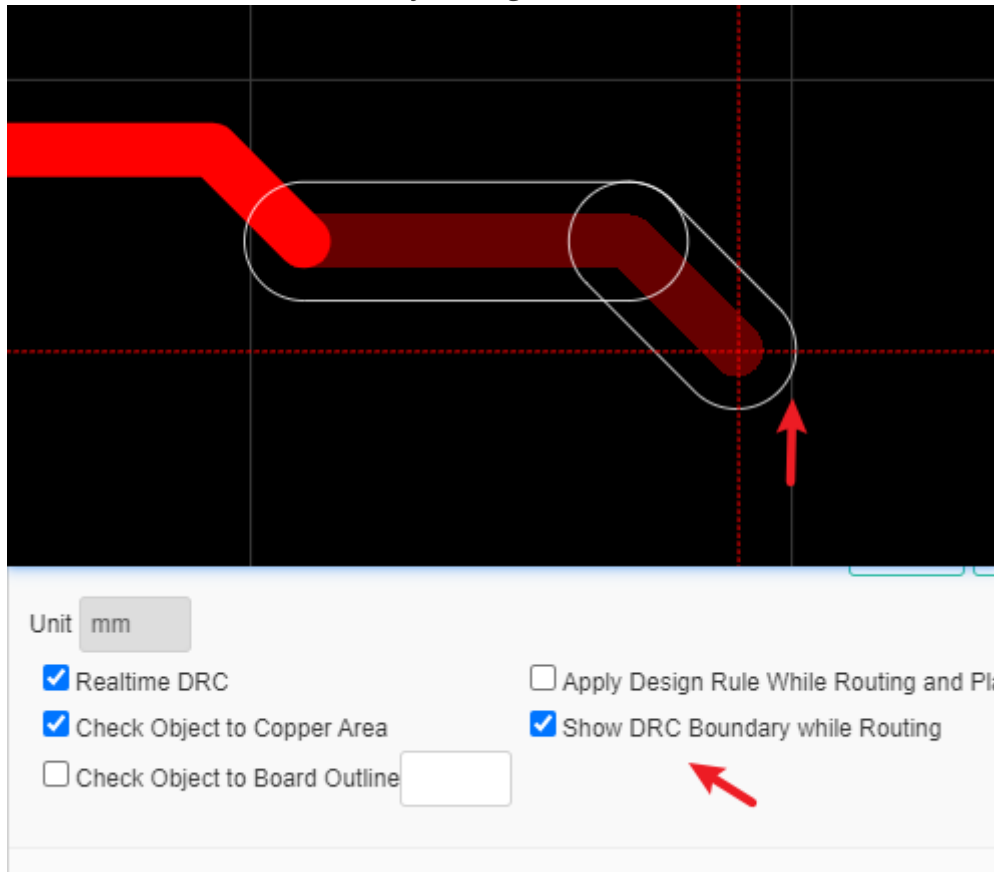 Unit mm
Realtime DRC
Apply Design Rule While Routing and Pla
Check Object to Copper Area
Show DRC Boundary while Routing
Check Object to Board Outline